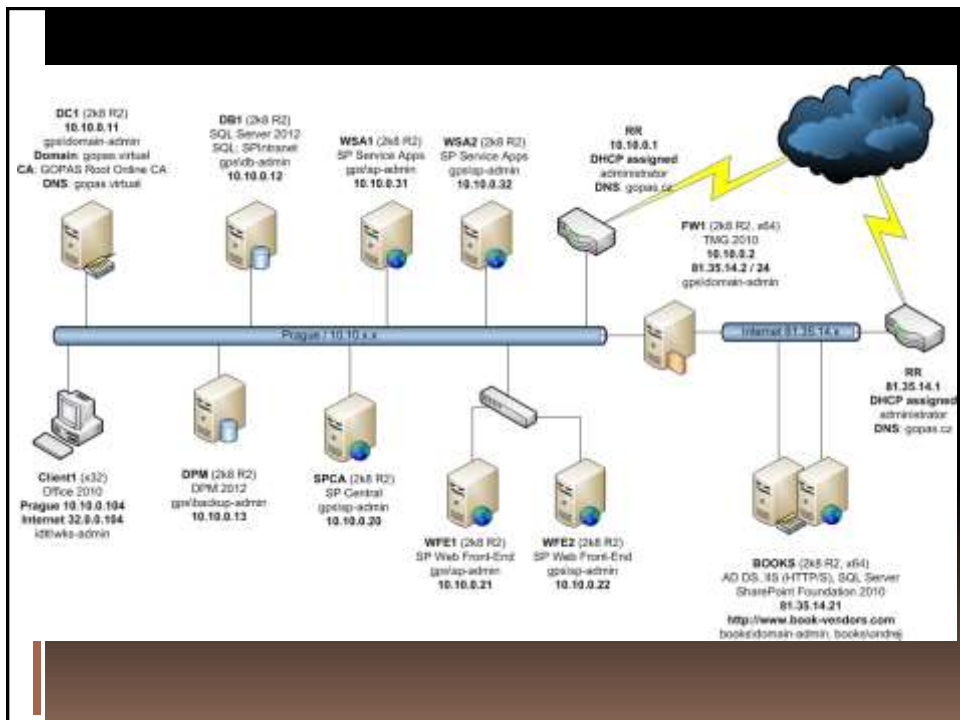 DC1 (2k8 R2)
10.10.0.11
gps\domain-admin
Domain: gopas.virtual
CA: GOPAS Root Online CA
DNS: gopas.virtual
DB1 (2k8 R2)
SQL Server 2012
SQL: SPIntranet
gps\db-admin
10.10.0.12
WSA1 (2k8 R2)
SP Service Apps
gps\sp-admin
10.10.0.31
WSA2 (2k8 R2)
SP Service Apps
gps\sp-admin
10.10.0.32
RR
10.10.0.1
DHCP assigned
administrator
DNS: gopas.cz
FW1 (2k8 R2, x64)
TMG 2010
10.10.0.2
81.35.14.2 / 24
gps\domain-admin
Prague / 10.10.x.x
Internet 81.35.14.x
RR
81.35.14.1
DHCP assigned
administrator
DNS: gopas.cz
Client1 (x32)
Office 2010
Prague 10.10.0.104
Internet 32.0.0.104
idtt\wks-admin
DPM (2k8 R2)
DPM 2012
gps\backup-admin
10.10.0.13
SPCA (2k8 R2)
SP Central
gps\sp-admin
10.10.0.20
WFE1 (2k8 R2)
SP Web Front-End
gps\sp-admin
10.10.0.21
WFE2 (2k8 R2)
SP Web Front-End
gps\sp-admin
10.10.0.22
BOOKS (2k8 R2, x64)
AD DS, IIS (HTTP/S), SQL Server
SharePoint Foundation 2010
81.35.14.21
http://www.book-vendors.com
books\domain-admin, books\ondrej